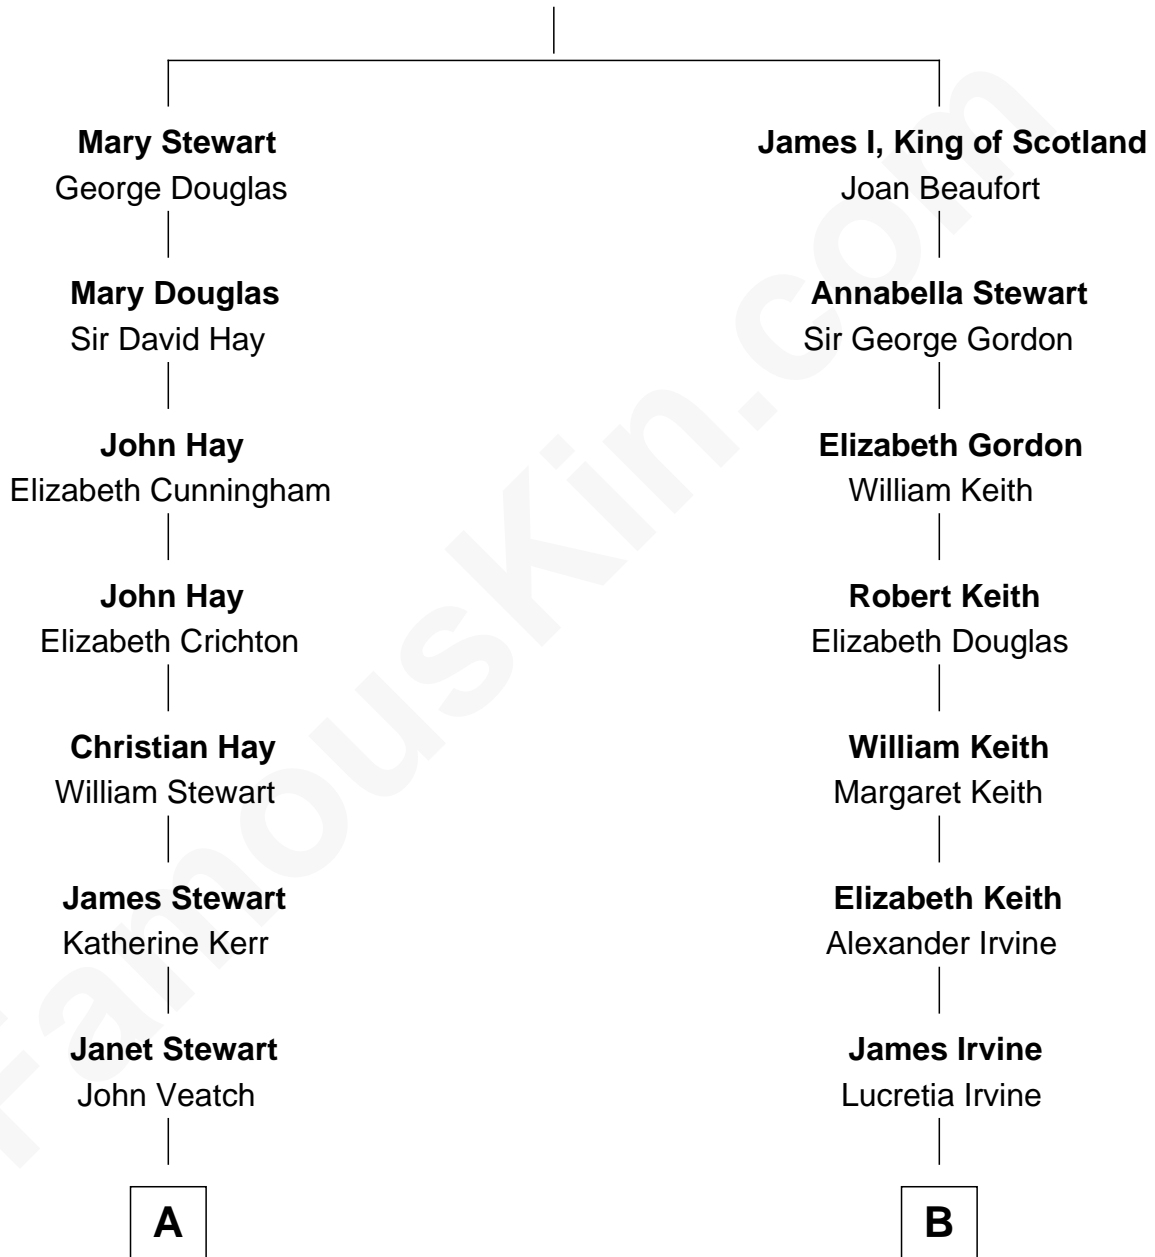 Mary Stewart
George Douglas
Mary Douglas
Sir David Hay
John Hay
Elizabeth Cunningham
John Hay
Elizabeth Crichton
Christian Hay
William Stewart
James Stewart
Katherine Kerr
Janet Stewart
John Veatch
A
James I, King of Scotland
Joan Beaufort
Annabella Stewart
Sir George Gordon
Elizabeth Gordon
William Keith
Robert Keith
Elizabeth Douglas
William Keith
Margaret Keith
Elizabeth Keith
Alexander Irvine
James Irvine
Lucretia Irvine
B
FamousKin.com